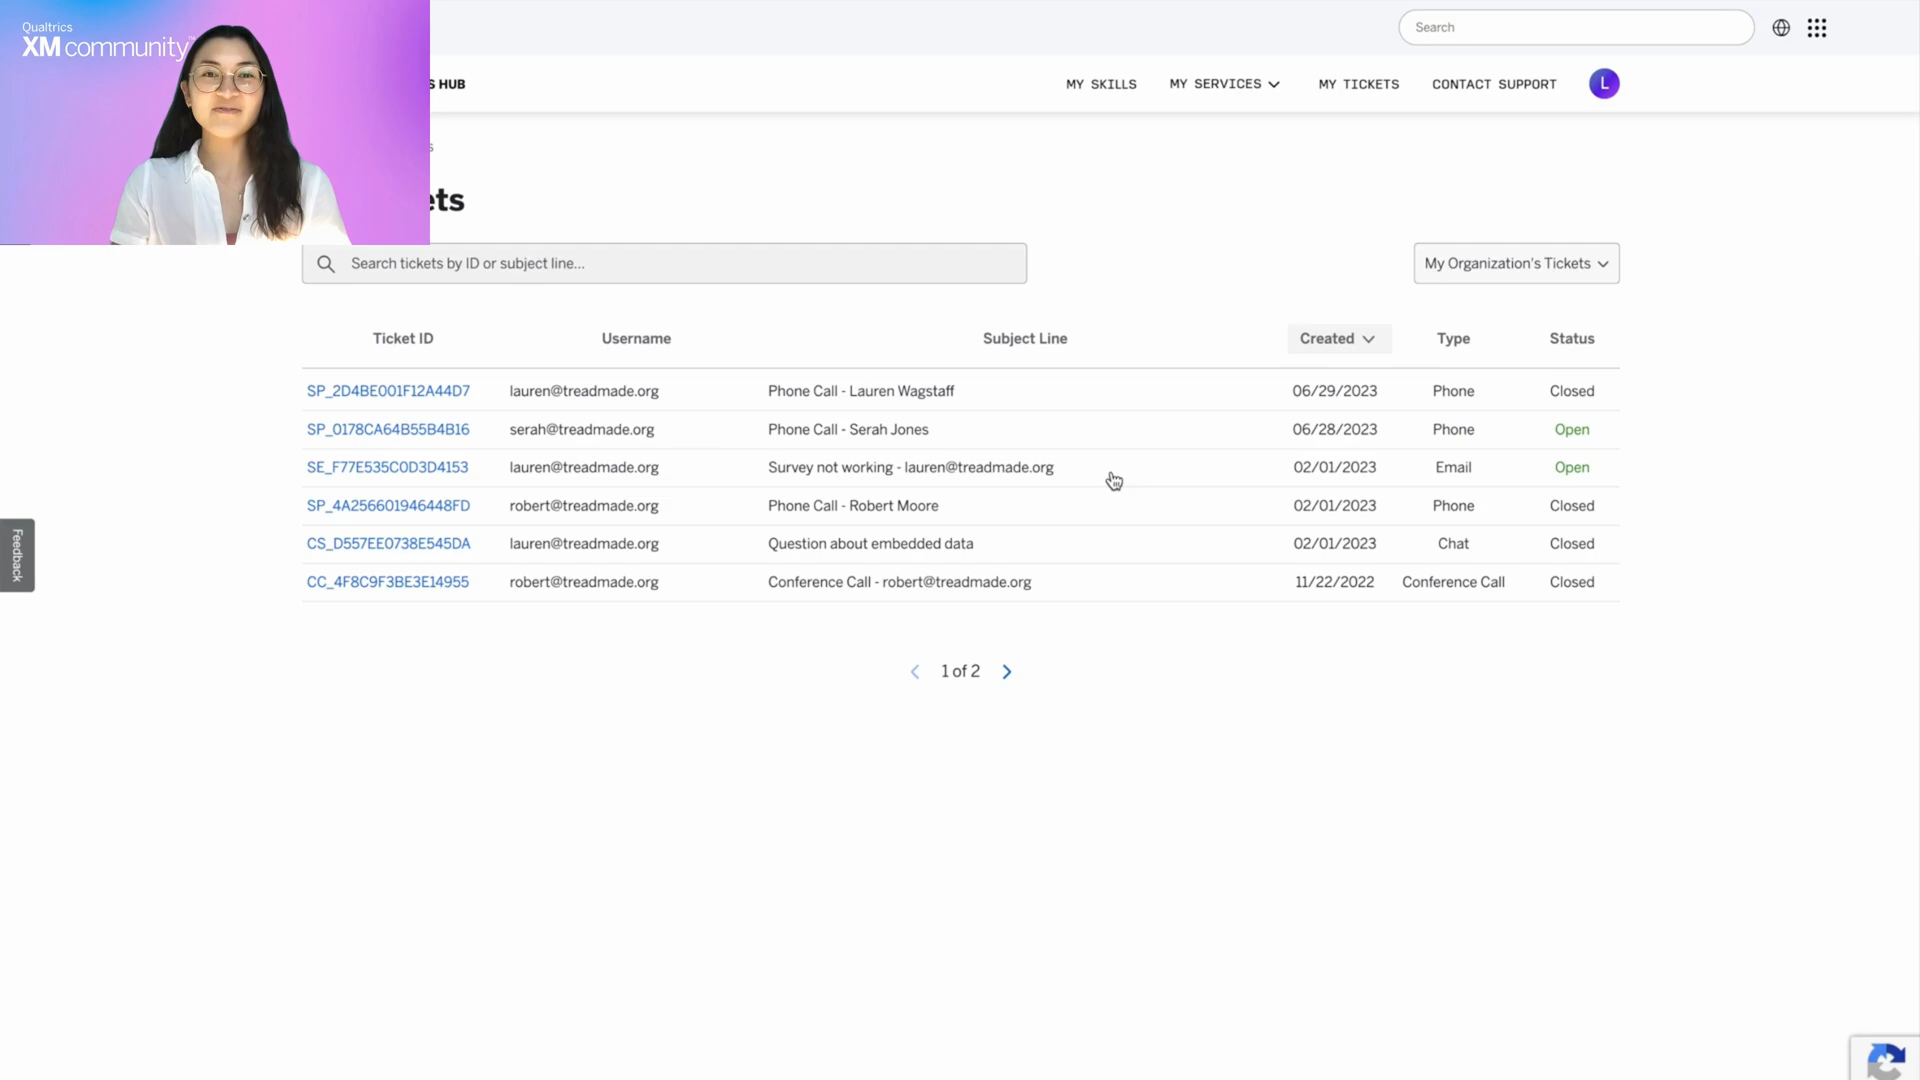 Qualtrics
XM community
Search
S HUB
MY SKILLS
MY SERVICES
MY TICKETS
CONTACT SUPPORT
L
s
ets
Search tickets by ID or subject line...
My Organization's Tickets
Ticket ID Username Subject Line Created Type Status
SP_2D4BE001F12A44D7 lauren@treadmade.org Phone Call - Lauren Wagstaff 06/29/2023 Phone Closed
SP_0178CA64B55B4B16 serah@treadmade.org Phone Call - Serah Jones 06/28/2023 Phone Open
SE_F77E535C0D3D4153 lauren@treadmade.org Survey not working - lauren@treadmade.org 02/01/2023 Email Open
SP_4A256601946448FD robert@treadmade.org Phone Call - Robert Moore 02/01/2023 Phone Closed
CS_D557EE0738E545DA lauren@treadmade.org Question about embedded data 02/01/2023 Chat Closed
CC_4F8C9F3BE3E14955 robert@treadmade.org Conference Call - robert@treadmade.org 11/22/2022 Conference Call Closed
Feedback
1 of 2